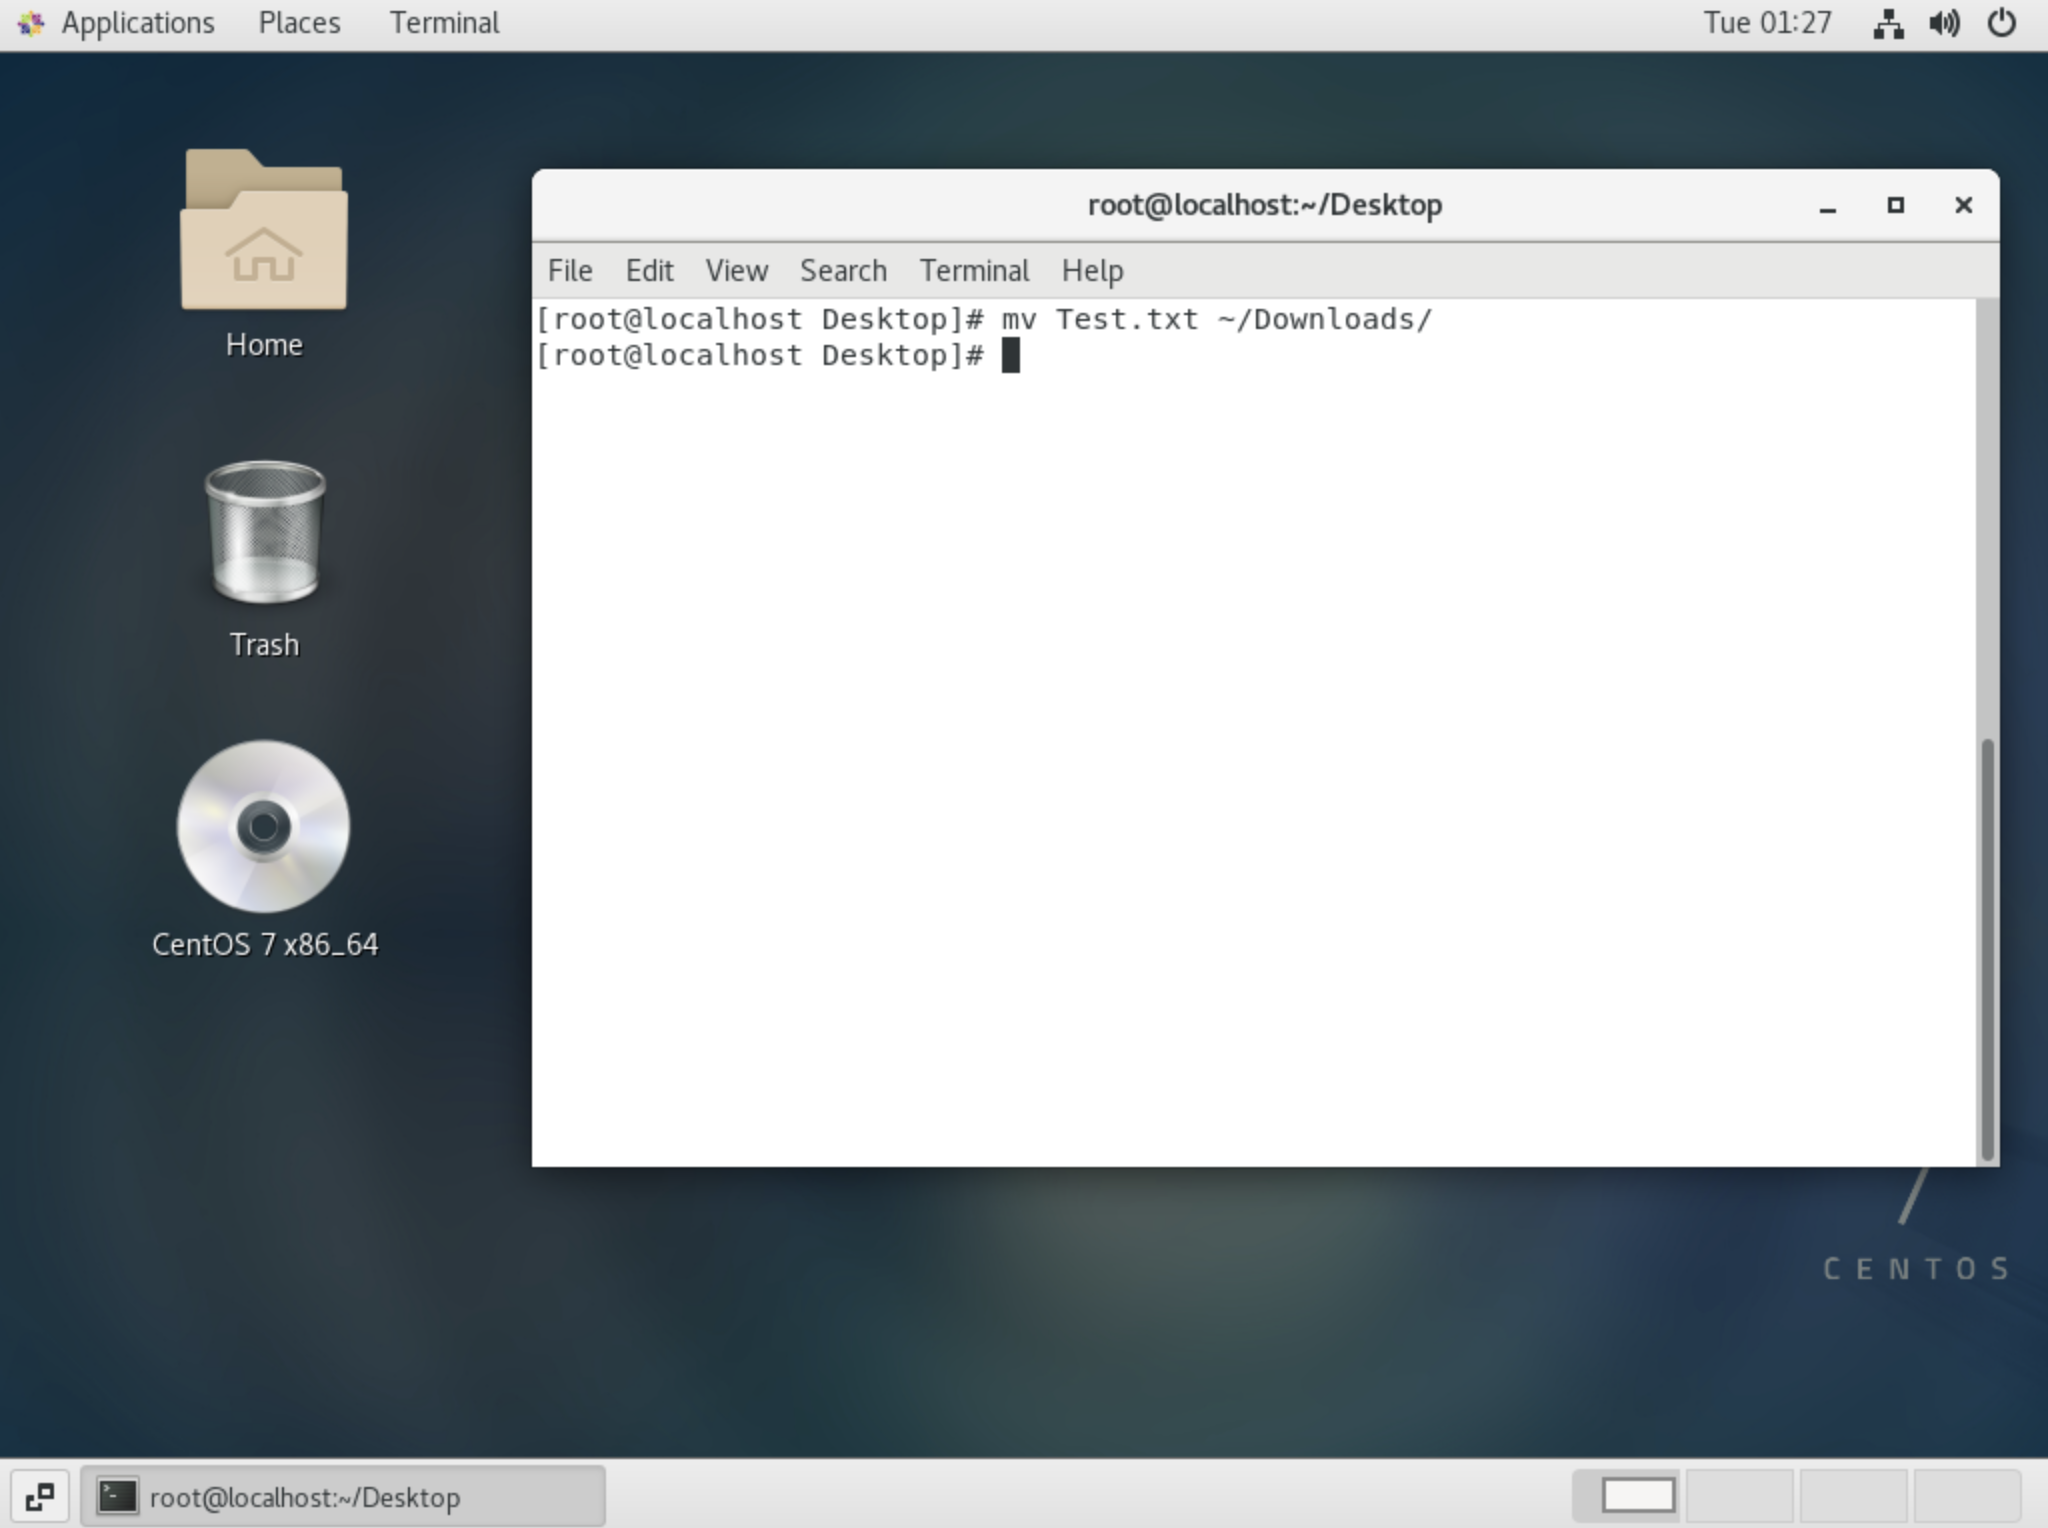 Applications Places Terminal Tue 01:27
Home
Trash
CentOS 7 x86_64
root@localhost:~/Desktop
File Edit View Search Terminal Help
[root@localhost Desktop]# mv Test.txt ~/Downloads/
[root@localhost Desktop]#
7
CENTOS
root@localhost:~/Desktop